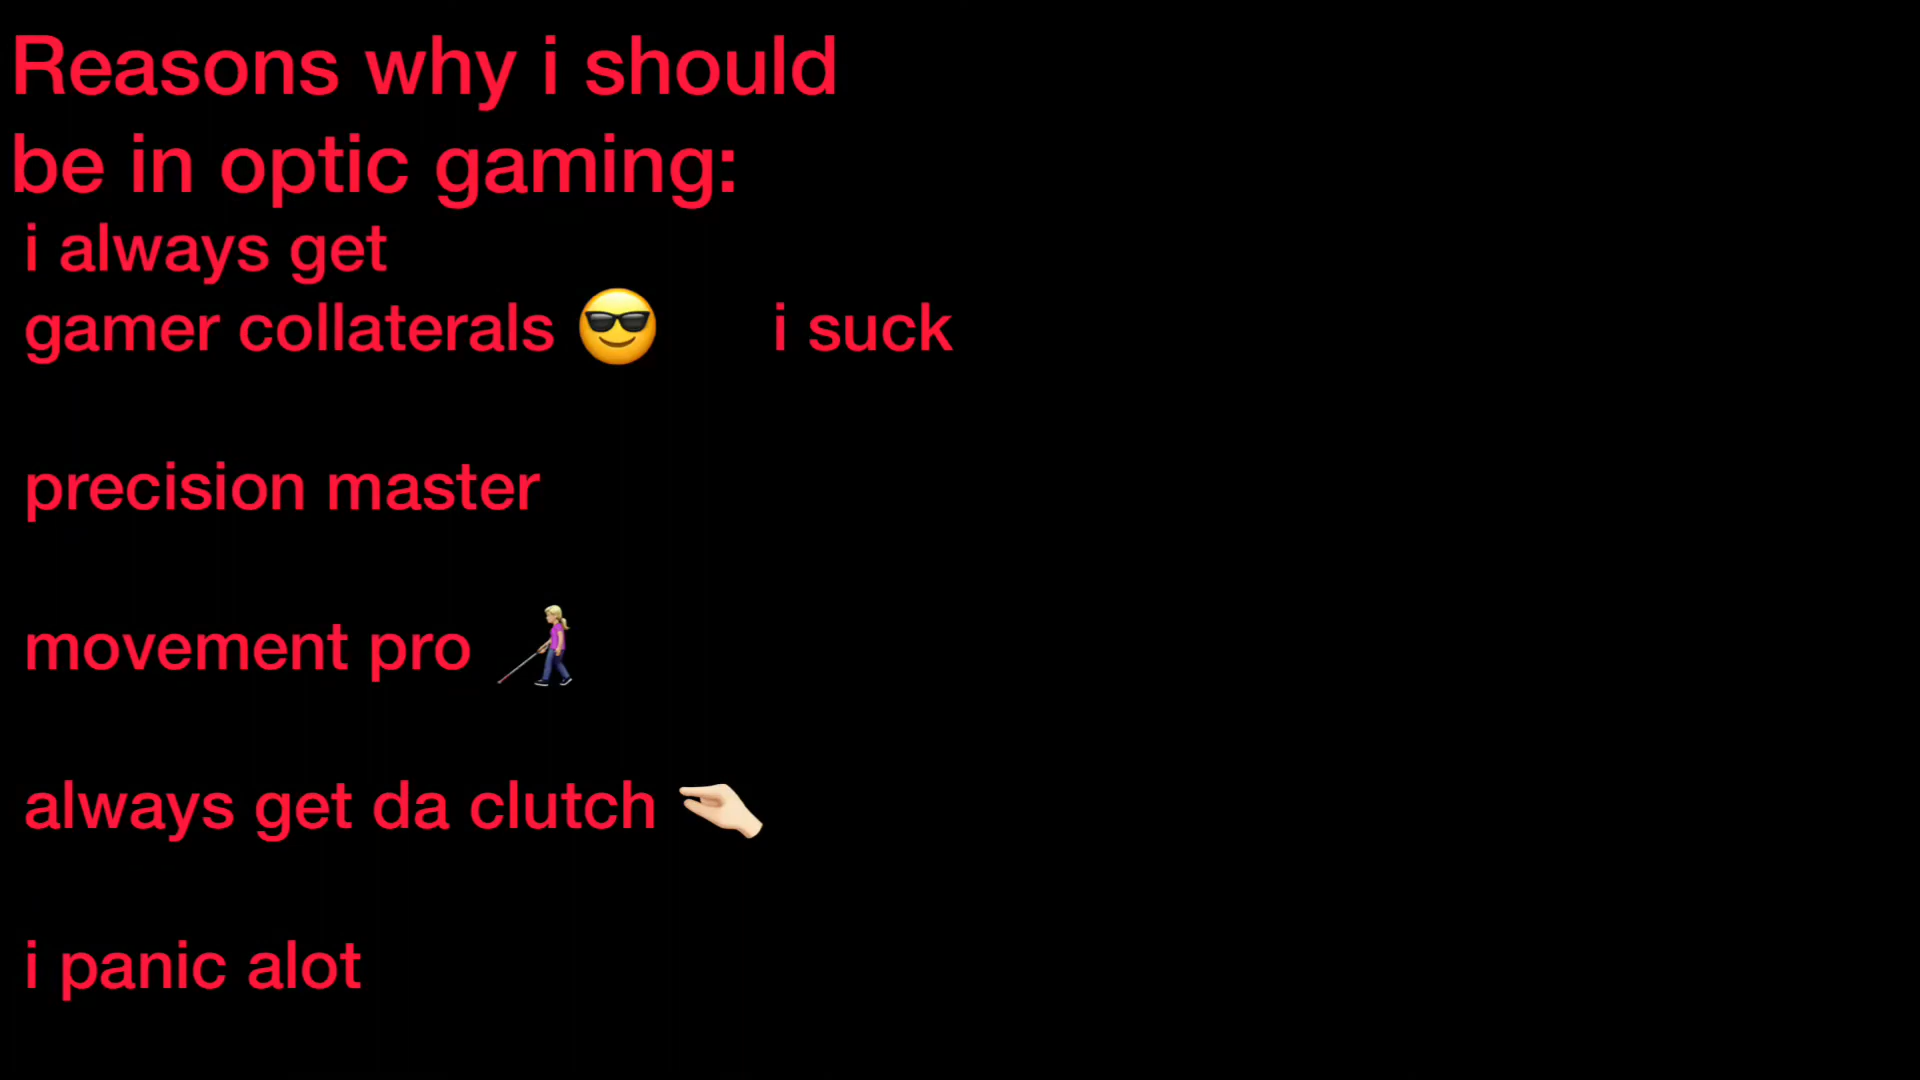 Reasons why i should
be in optic gaming:
i always get
gamer collaterals 😎 i suck
precision master
movement pro 👩🏼‍🦯
always get da clutch 🤏🏻
i panic alot